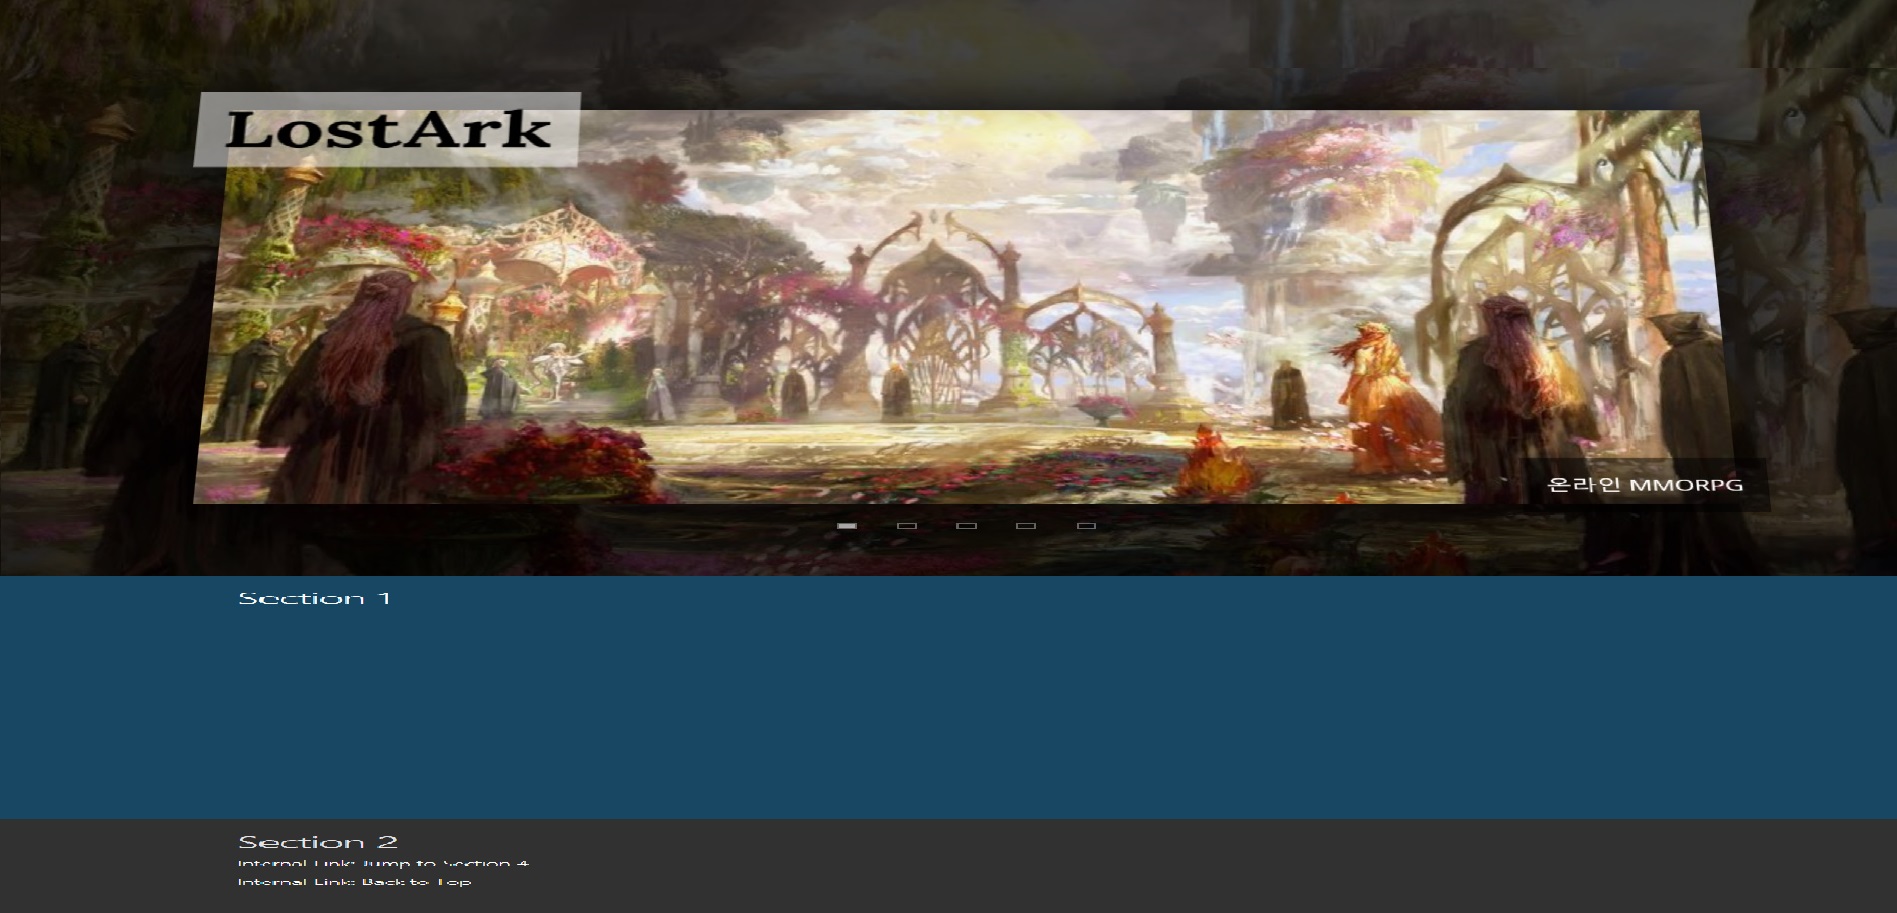 LostArk
온라인 MMORPG
Section 1
Section 2
Internal Link: Jump to Section 4
Internal Link: Back to Top